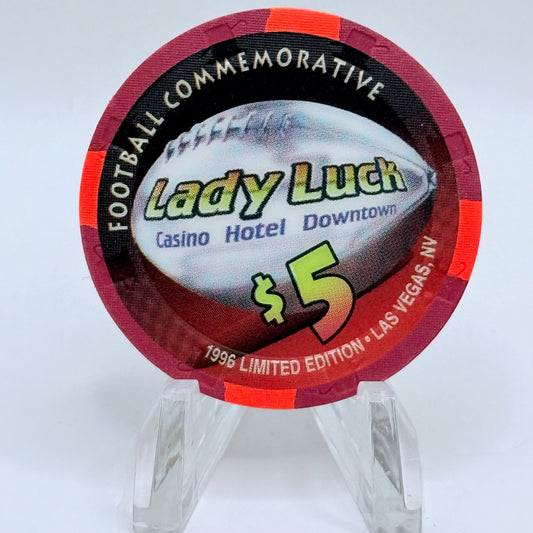 FOOTBALL COMMEMORATIVE
Lady Luck
Casino Hotel Downtown
$5
1996 LIMITED EDITION • LAS VEGAS, NV